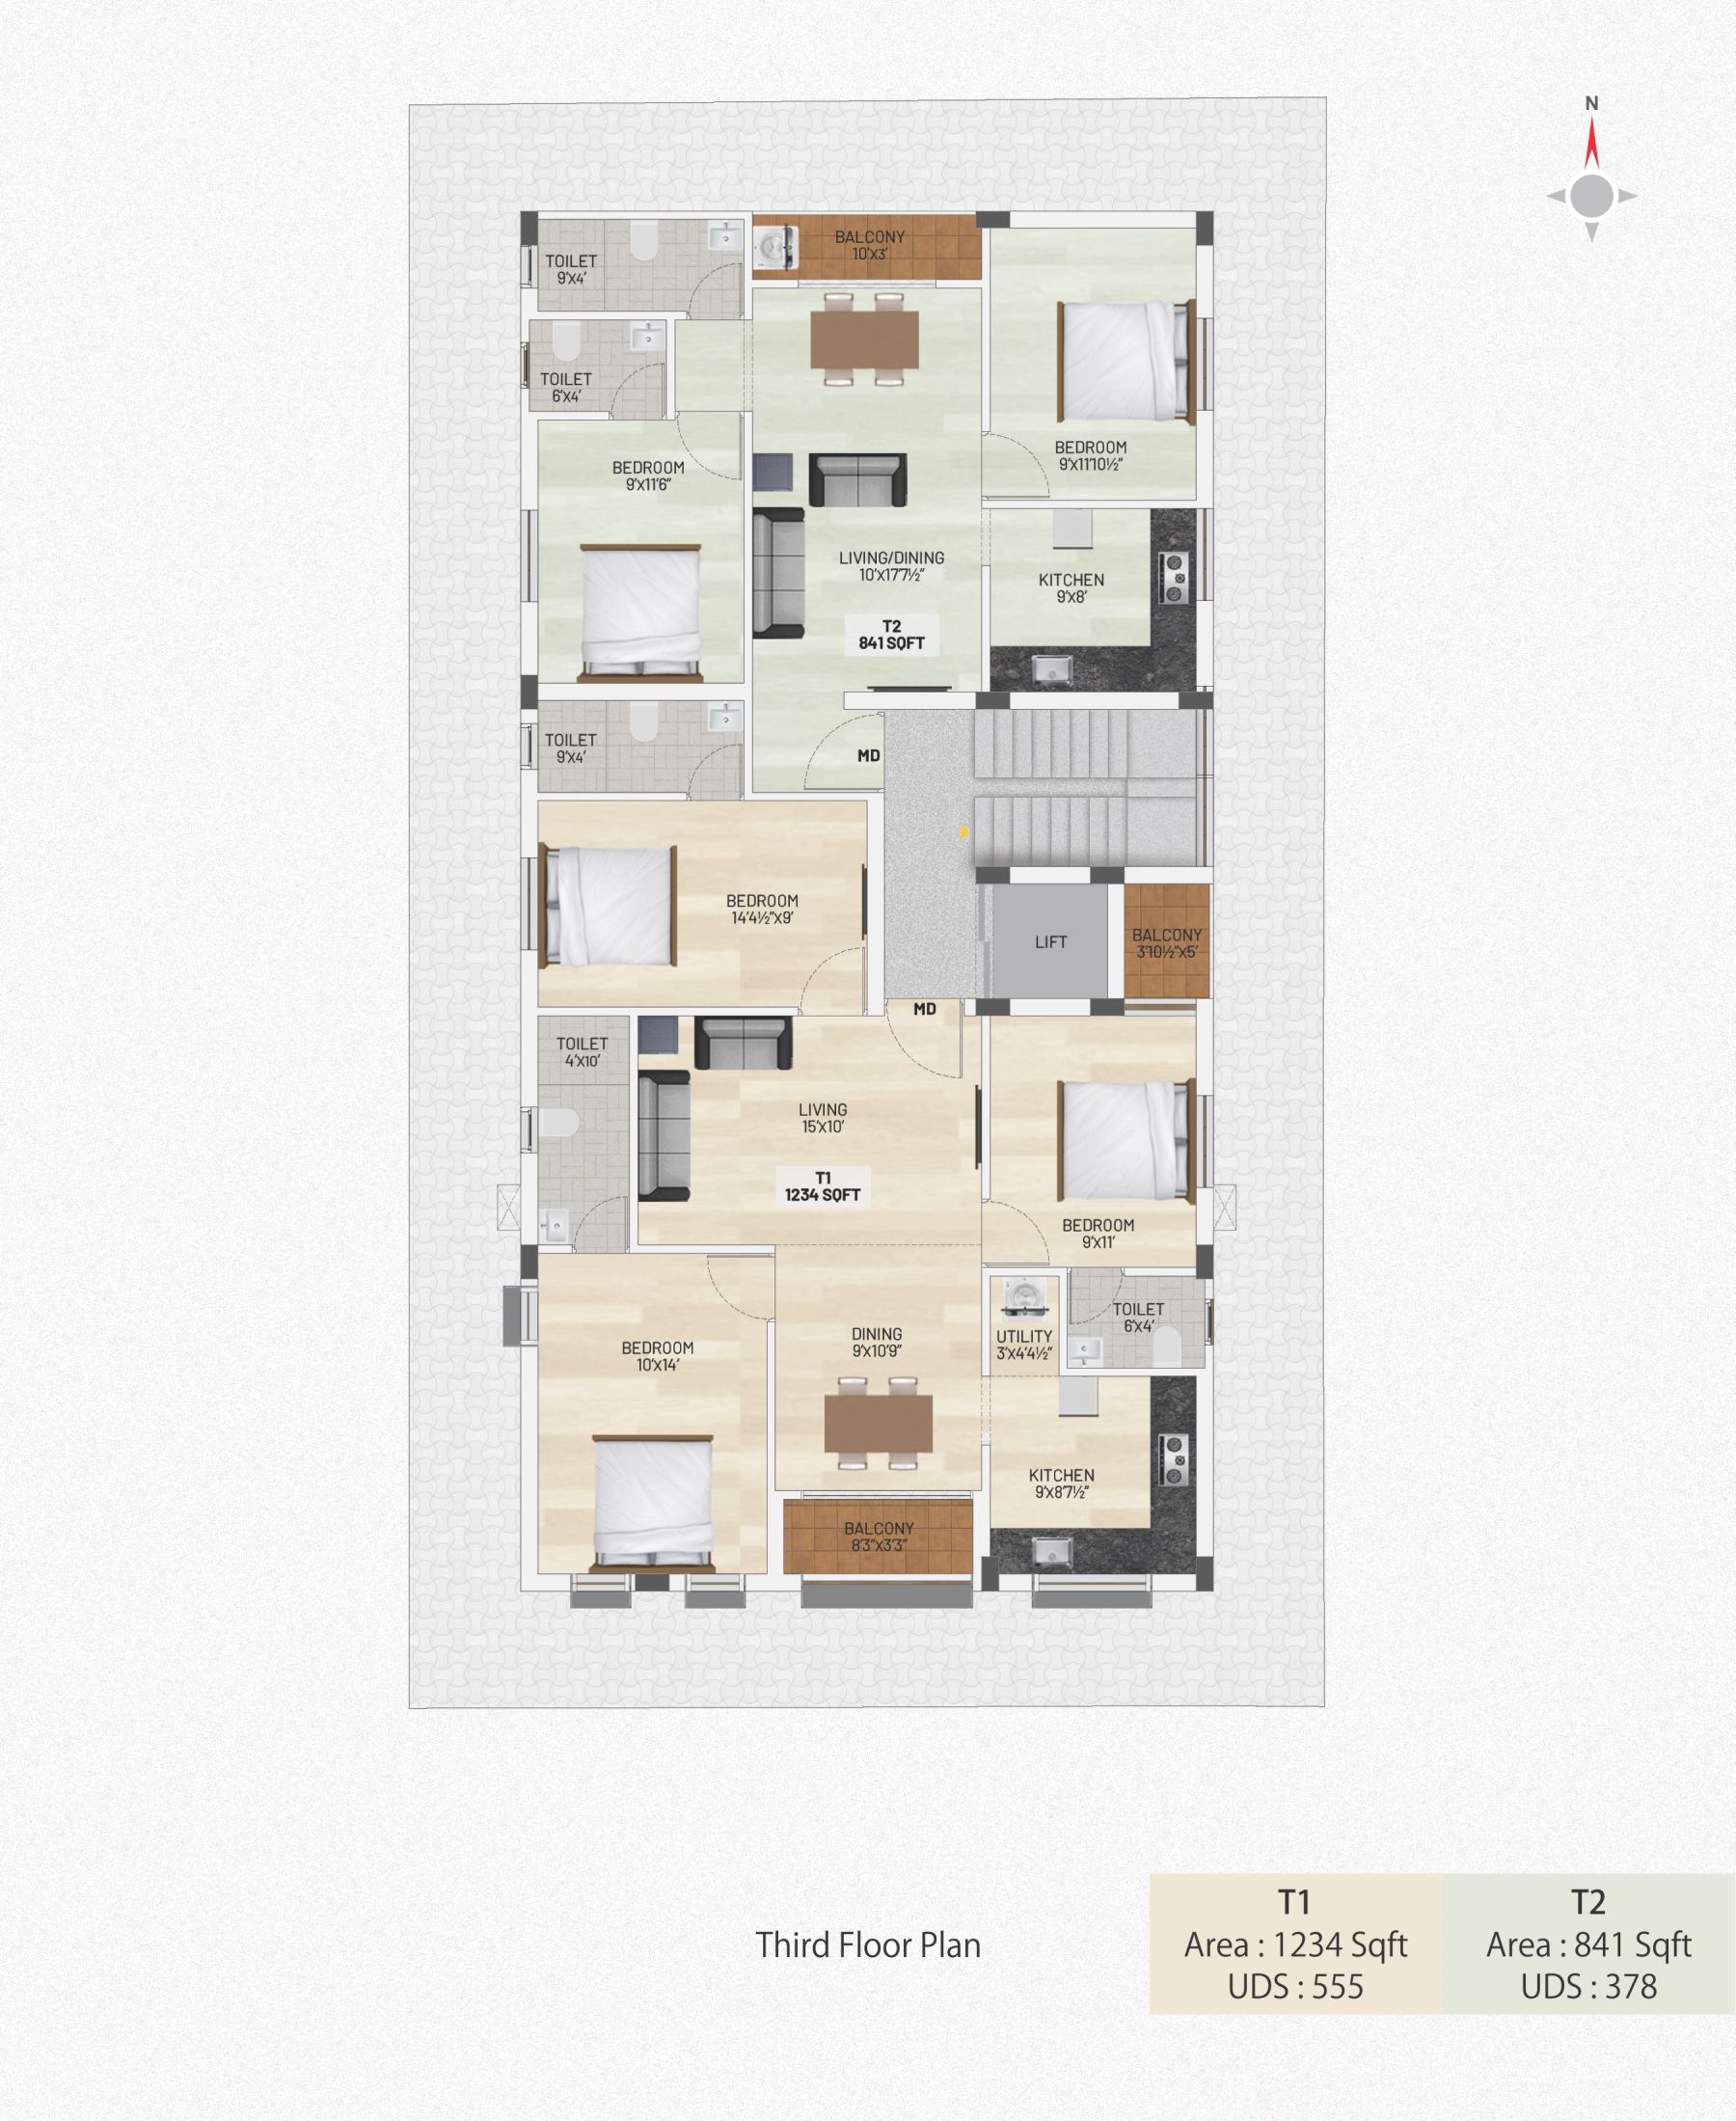 N
BALCONY
10'X3'
TOILET
9'X4'
TOILET
6'X4'
BEDROOM
9'X11'10½"
BEDROOM
9'X11'6"
LIVING/DINING
10'X17'7½"
KITCHEN
9'X8'
T2
841 SQFT
TOILET
9'X4'
MD
BEDROOM
14'4½"X9'
LIFT
BALCONY
3'10½"X5'
MD
TOILET
4'X10'
LIVING
15'X10'
T1
1234 SQFT
BEDROOM
9'X11'
DINING
9'X10'9"
UTILITY
3'X4'4½"
TOILET
6'X4'
BEDROOM
10'X14'
KITCHEN
9'X8'7½"
BALCONY
8'3"X3'3"
Third Floor Plan
T1
Area : 1234 Sqft
UDS : 555
T2
Area : 841 Sqft
UDS : 378